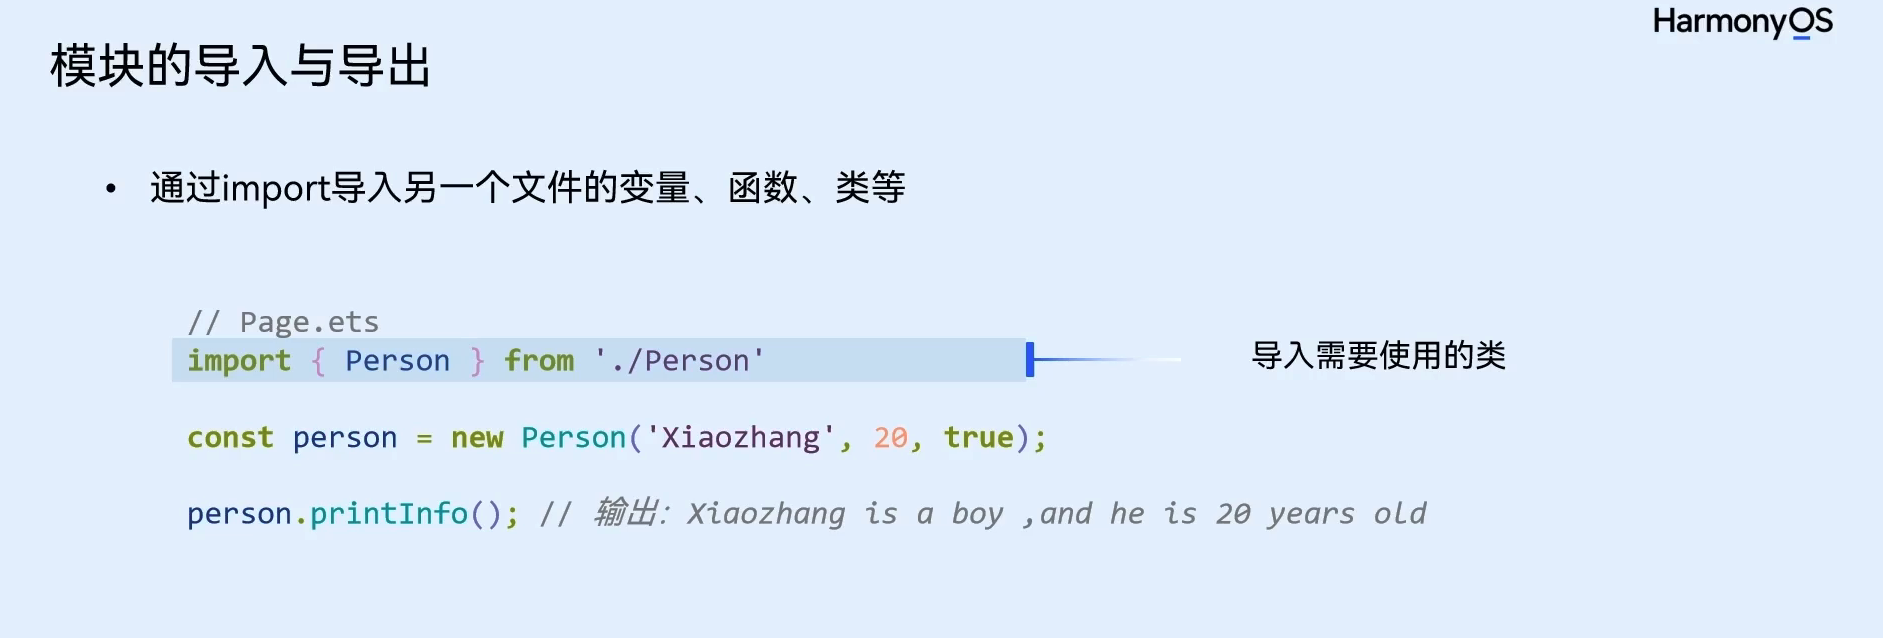 HarmonyOS
模块的导入与导出
• 通过import导入另一个文件的变量、函数、类等
// Page.ets
import { Person } from './Person'
导入需要使用的类
const person = new Person('Xiaozhang', 20, true);
person.printInfo(); // 输出：Xiaozhang is a boy ,and he is 20 years old